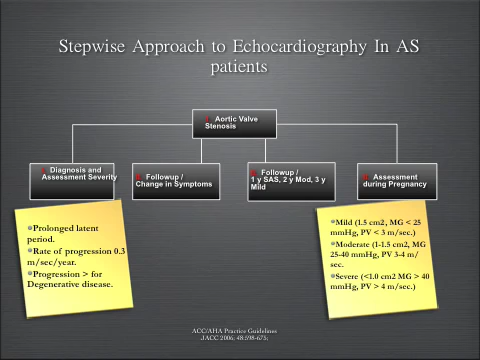 Stepwise Approach to Echocardiography In AS
patients
Aortic Valve
Stenosis
Diagnosis and
Assessment Severity
Followup /
Change in Symptoms
Followup /
1 y SAS, 2 y Mod, 3 y
Mild
Assessment
during Pregnancy
Prolonged latent
period.
Rate of progression 0.3
m/sec/year.
Progression > for
Degenerative disease.
Mild (1.5 cm2, MG < 25
mmHg, PV < 3 m/sec.)
Moderate (1-1.5 cm2, MG
25-40 mmHg, PV 3-4 m/
sec.
Severe (<1.0 cm2 MG > 40
mmHg, PV > 4 m/sec.)
ACC/AHA Practice Guidelines
JACC 2006; 48:598-675;